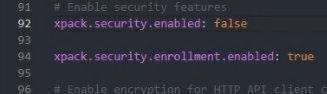 91 # Enable security features
92 xpack.security.enabled: false
93
94 xpack.security.enrollment.enabled: true
95
96 # Enable encryption for HTTP API client